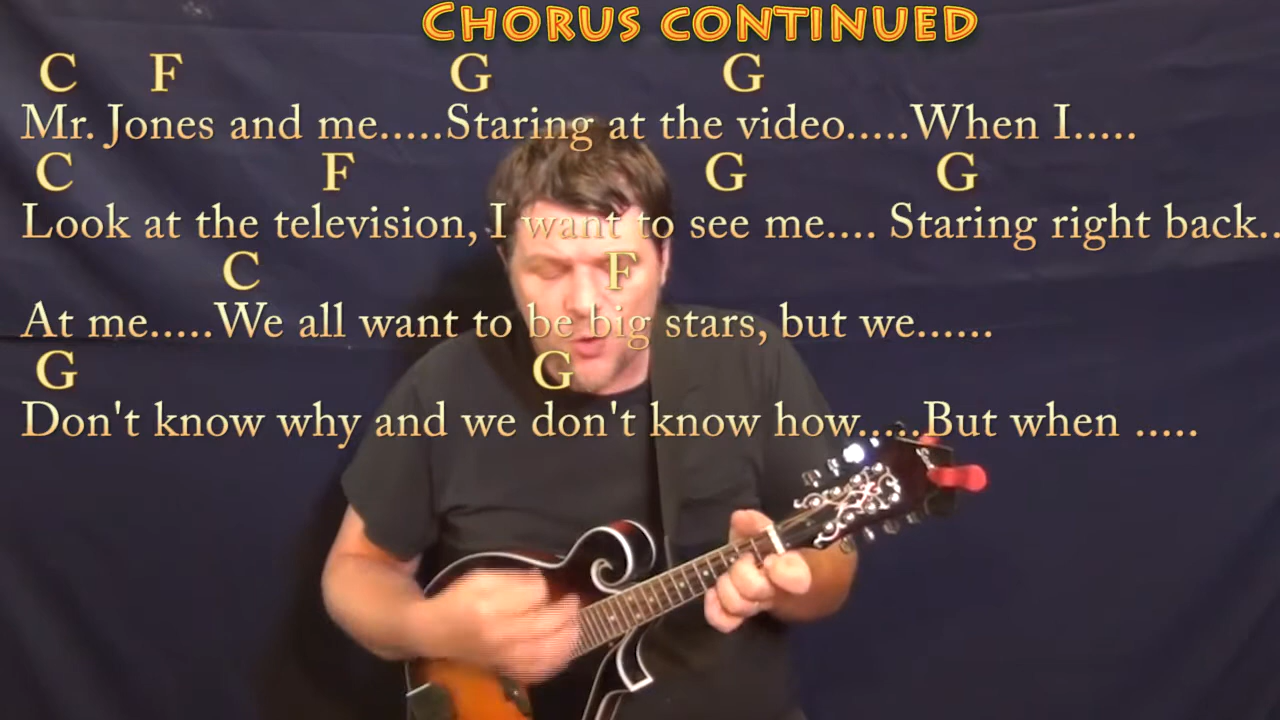 CHORUS CONTINUED
C F G G
Mr. Jones and me.....Staring at the video.....When I.....
C F G G
Look at the television, I want to see me.... Staring right back..
C F
At me.....We all want to be big stars, but we......
G G
Don't know why and we don't know how.....But when .....